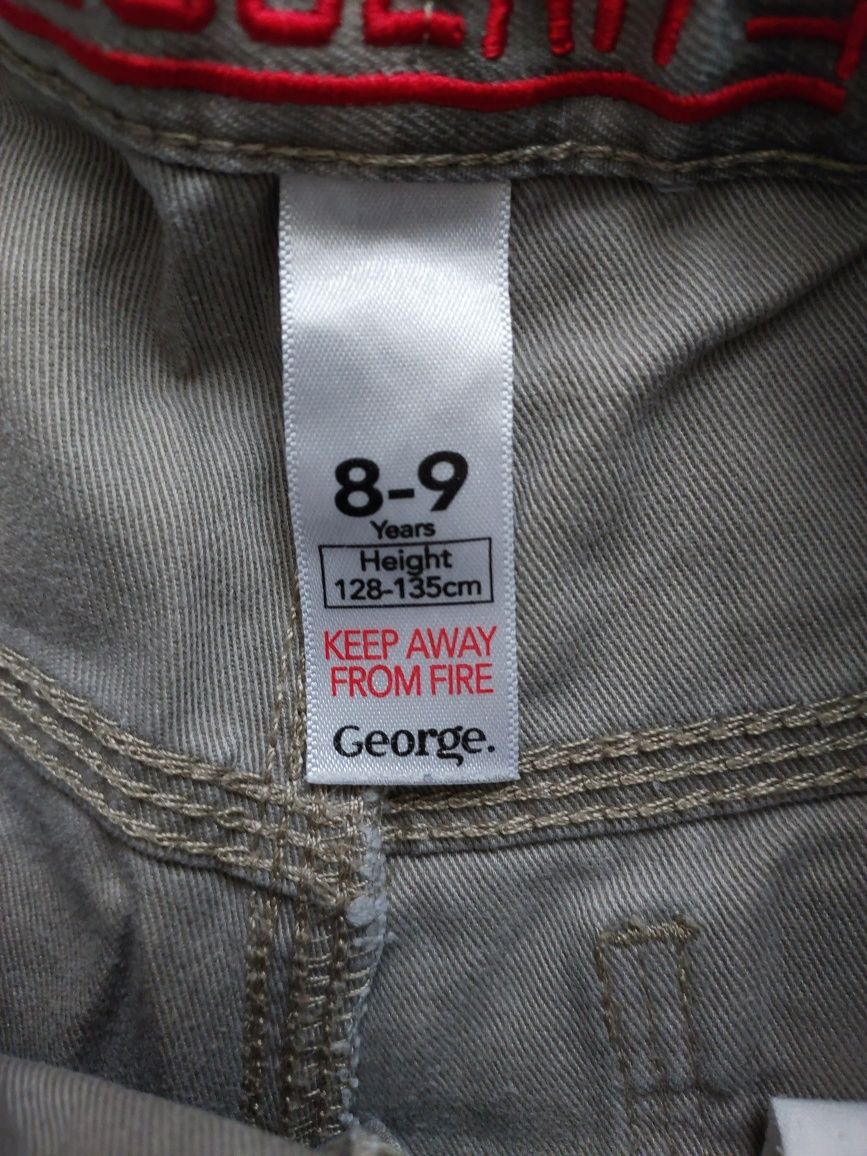 8-9
Years
Height
128-135cm
KEEP AWAY
FROM FIRE
George.